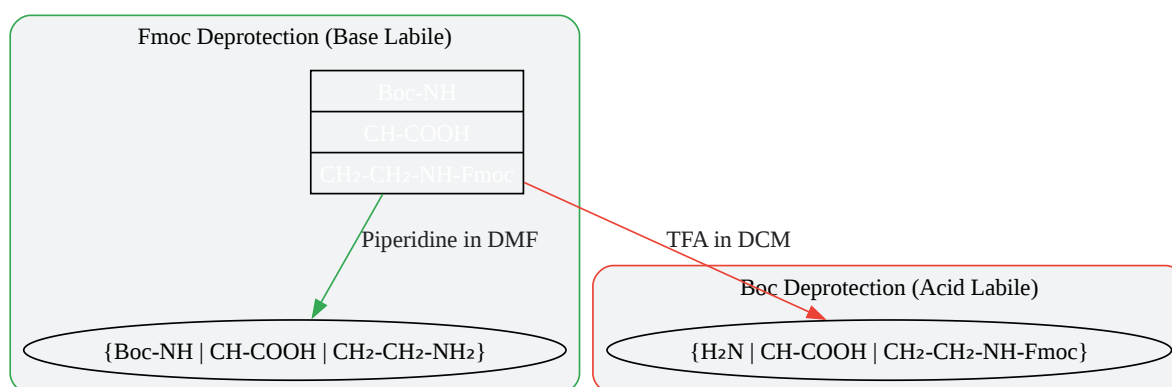 Fmoc Deprotection (Base Labile)
Boc-NH
CH-COOH
CH₂-CH₂-NH-Fmoc
Piperidine in DMF
TFA in DCM
Boc Deprotection (Acid Labile)
{Boc-NH | CH-COOH | CH₂-CH₂-NH₂}
{H₂N | CH-COOH | CH₂-CH₂-NH-Fmoc}